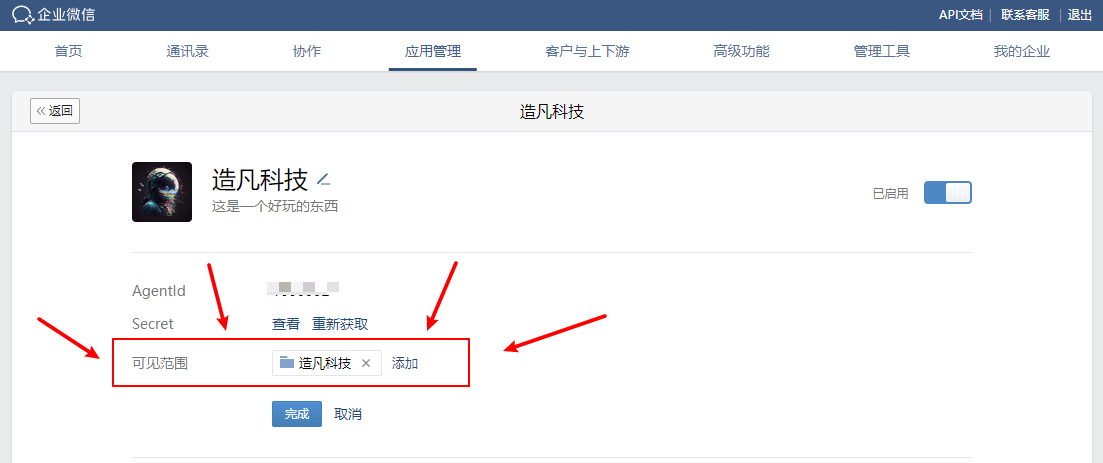 企业微信
API文档 | 联系客服 | 退出
首页 通讯录 协作 应用管理 客户与上下游 高级功能 管理工具 我的企业
« 返回 造凡科技
造凡科技
这是一个好玩的东西
已启用
AgentId
Secret 查看 重新获取
可见范围 造凡科技 × 添加
完成 取消